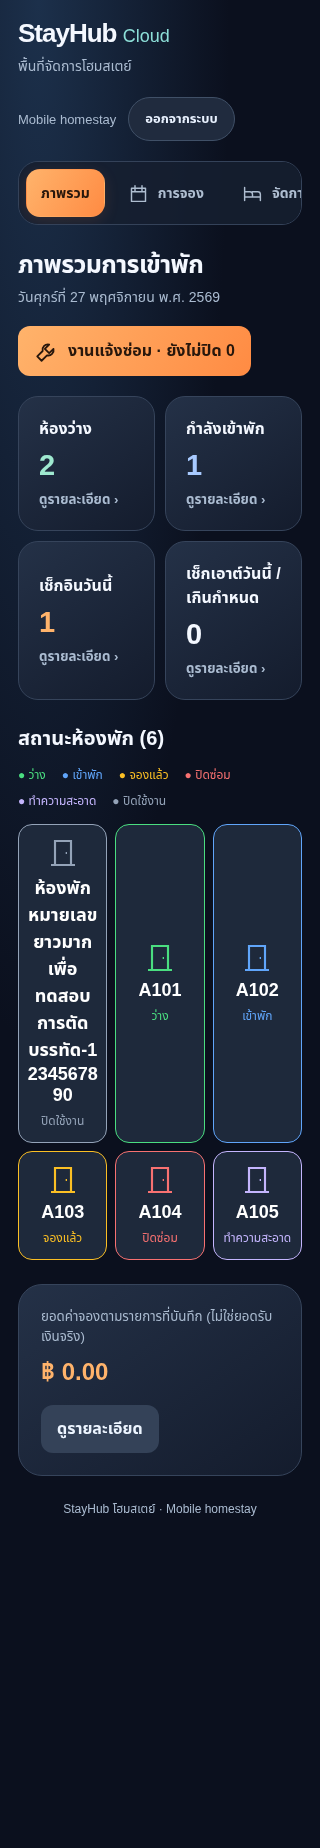 StayHub Cloud
พื้นที่จัดการโฮมสเตย์
Mobile homestay ออกจากระบบ
ภาพรวม การจอง จัดกา
ภาพรวมการเข้าพัก
วันศุกร์ที่ 27 พฤศจิกายน พ.ศ. 2569
งานแจ้งซ่อม · ยังไม่ปิด 0
ห้องว่าง
2
ดูรายละเอียด ›
กำลังเข้าพัก
1
ดูรายละเอียด ›
เช็กอินวันนี้
1
ดูรายละเอียด ›
เช็กเอาต์วันนี้ /
เกินกำหนด
0
ดูรายละเอียด ›
สถานะห้องพัก (6)
● ว่าง ● เข้าพัก ● จองแล้ว ● ปิดซ่อม
● ทำความสะอาด ● ปิดใช้งาน
ห้องพัก
หมายเลข
ยาวมาก
เพื่อ
ทดสอบ
การตัด
บรรทัด-1
2345678
90
ปิดใช้งาน
A101
ว่าง
A102
เข้าพัก
A103
จองแล้ว
A104
ปิดซ่อม
A105
ทำความสะอาด
ยอดค่าจองตามรายการที่บันทึก (ไม่ใช่ยอดรับ
เงินจริง)
฿ 0.00
ดูรายละเอียด
StayHub โฮมสเตย์ · Mobile homestay